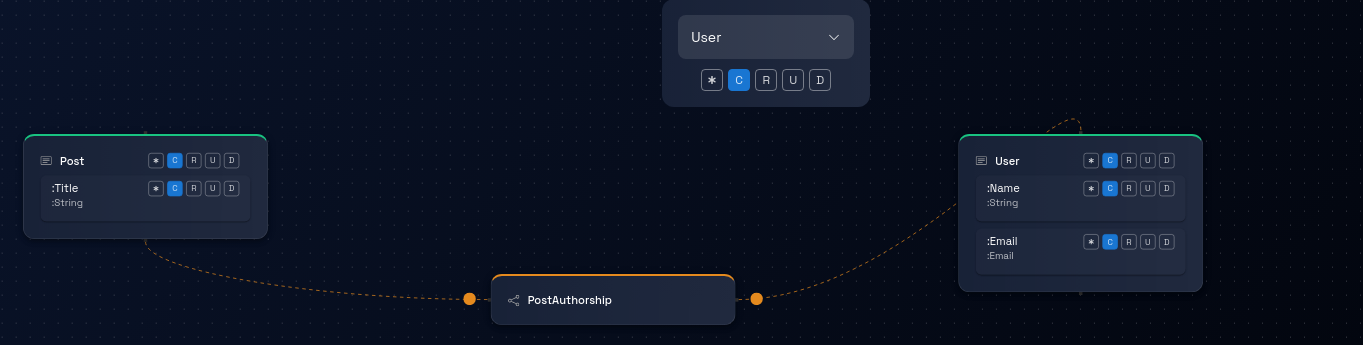 User
* C R U D
Post * C R U D
:Title * C R U D
:String
User * C R U D
:Name * C R U D
:String
:Email * C R U D
:Email
PostAuthorship